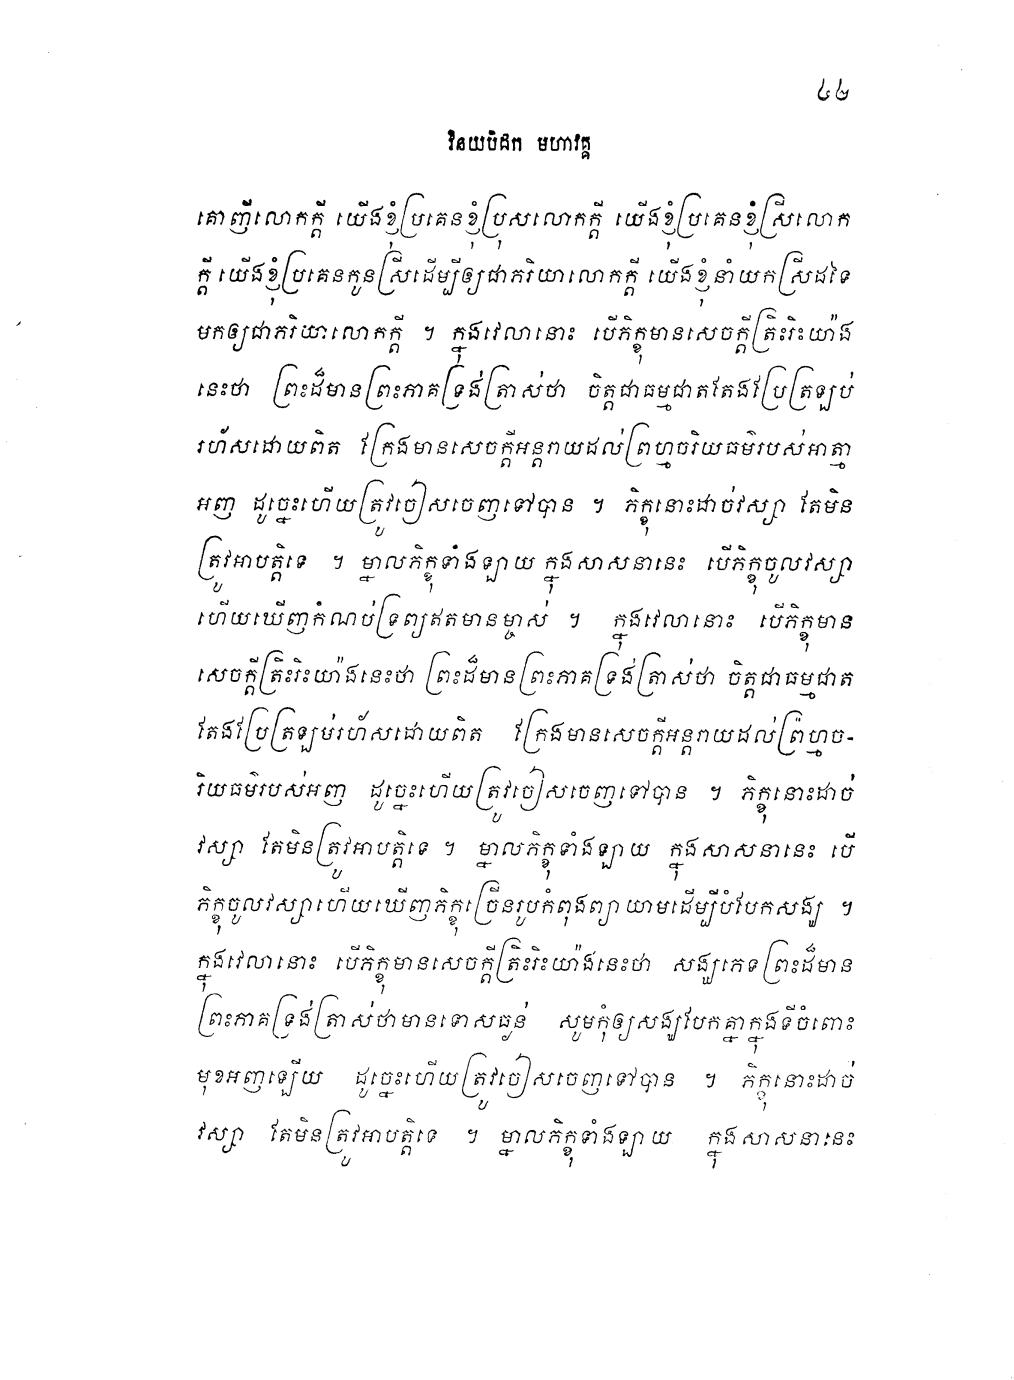 ៤៤
វិនយបិដក មហាវគ្គ
គោញីលោកក្តី យើងខ្ញុំប្រគេនខ្ញុំប្រុសលោកក្តី យើងខ្ញុំប្រគេនខ្ញុំស្រីលោក
ក្តី យើងខ្ញុំប្រគេនកូនស្រីដើម្បីឲ្យជាភរិយាលោកក្តី យើងខ្ញុំនាំយកស្រីដទៃ
មកឲ្យជាភរិយាលោកក្តី ។ ក្នុងវេលានោះ បើភិក្ខុមានសេចក្តីត្រិះរិះយ៉ាង
នេះថា ព្រះដ៏មានព្រះភាគទ្រង់ត្រាស់ថា ចិត្តជាធម្មជាតតែងប្រែត្រឡប់
រហ័សដោយពិត ក្រែងមានសេចក្តីអន្តរាយដល់ព្រហ្មចរិយធម៌របស់អាត្មា
អញ ដូច្នេះហើយត្រូវចៀសចេញទៅបាន ។ ភិក្ខុនោះដាច់វស្សា តែមិន
ត្រូវអាបត្តិទេ ។ ម្នាលភិក្ខុទាំងឡាយ ក្នុងសាសនានេះ បើភិក្ខុចូលវស្សា
ហើយឃើញកំណប់ទ្រព្យឥតមានម្ចាស់ ។ ក្នុងវេលានោះ បើភិក្ខុមាន
សេចក្តីត្រិះរិះយ៉ាងនេះថា ព្រះដ៏មានព្រះភាគទ្រង់ត្រាស់ថា ចិត្តជាធម្មជាត
តែងប្រែត្រឡប់រហ័សដោយពិត ក្រែងមានសេចក្តីអន្តរាយដល់ព្រហ្មច-
រិយធម៌របស់អញ ដូច្នេះហើយត្រូវចៀសចេញទៅបាន ។ ភិក្ខុនោះដាច់
វស្សា តែមិនត្រូវអាបត្តិទេ ។ ម្នាលភិក្ខុទាំងឡាយ ក្នុងសាសនានេះ បើ
ភិក្ខុចូលវស្សាហើយឃើញភិក្ខុច្រើនរូបកំពុងព្យាយាមដើម្បីបំបែកសង្ឃ ។
ក្នុងវេលានោះ បើភិក្ខុមានសេចក្តីត្រិះរិះយ៉ាងនេះថា សង្ឃភេទព្រះដ៏មាន
ព្រះភាគទ្រង់ត្រាស់ថាមានទោសធ្ងន់ សូមកុំឲ្យសង្ឃបែកគ្នាក្នុងទីចំពោះ
មុខអញឡើយ ដូច្នេះហើយត្រូវចៀសចេញទៅបាន ។ ភិក្ខុនោះដាច់
វស្សា តែមិនត្រូវអាបត្តិទេ ។ ម្នាលភិក្ខុទាំងឡាយ ក្នុងសាសនានេះ